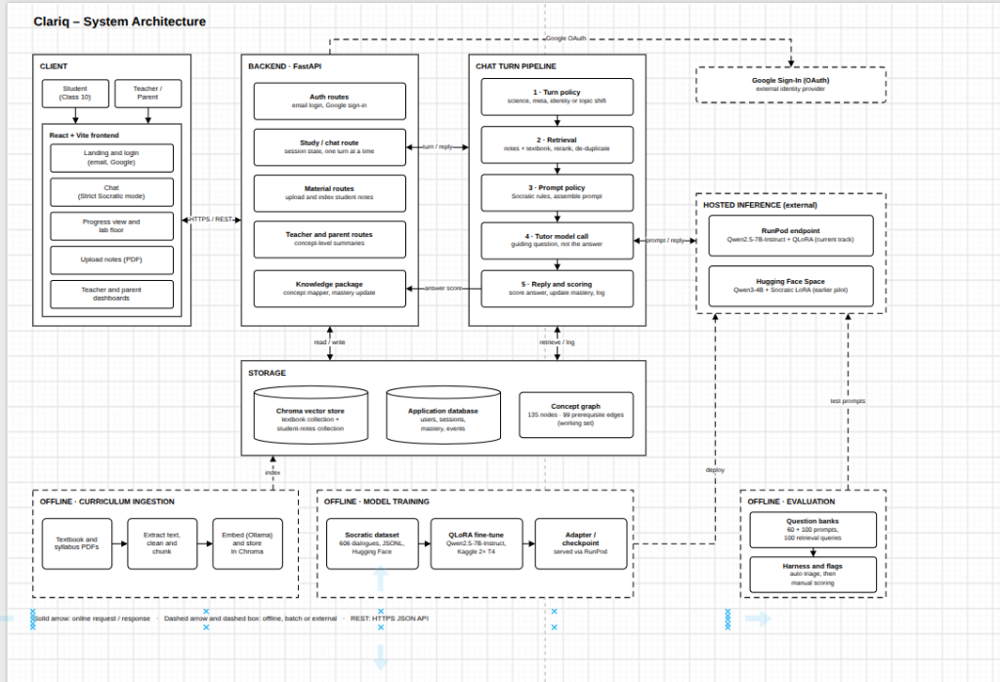 Clariq – System Architecture
Google OAuth
CLIENT
Student
(Class 10)
Teacher /
Parent
React + Vite frontend
Landing and login
(email, Google)
Chat
(Strict Socratic mode)
Progress view and
lab floor
Upload notes (PDF)
Teacher and parent
dashboards
HTTPS / REST
BACKEND · FastAPI
Auth routes
email login, Google sign-in
Study / chat route
session state, one turn at a time
Material routes
upload and index student notes
Teacher and parent routes
concept-level summaries
Knowledge package
concept mapper, mastery update
turn / reply
answer score
CHAT TURN PIPELINE
1 · Turn policy
science, meta, identity or topic shift
2 · Retrieval
notes + textbook, rerank, de-duplicate
3 · Prompt policy
Socratic rules, assemble prompt
4 · Tutor model call
guiding question, not the answer
5 · Reply and scoring
score answer, update mastery, log
prompt / reply
Google Sign-In (OAuth)
external identity provider
HOSTED INFERENCE (external)
RunPod endpoint
Qwen2.5-7B-Instruct + QLoRA (current track)
Hugging Face Space
Qwen3-4B + Socratic LoRA (earlier pilot)
read / write
retrieve / log
STORAGE
Chroma vector store
textbook collection +
student-notes collection
Application database
users, sessions,
mastery, events
Concept graph
135 nodes · 99 prerequisite edges
(working set)
test prompts
deploy
index
OFFLINE · CURRICULUM INGESTION
Textbook and
syllabus PDFs
Extract text,
clean and
chunk
Embed (Ollama)
and store
in Chroma
OFFLINE · MODEL TRAINING
Socratic dataset
606 dialogues, JSONL,
Hugging Face
QLoRA fine-tune
Qwen2.5-7B-Instruct,
Kaggle 2× T4
Adapter /
checkpoint
served via RunPod
OFFLINE · EVALUATION
Question banks
60 + 100 prompts,
100 retrieval queries
Harness and flags
auto triage, then
manual scoring
Solid arrow: online request / response · Dashed arrow and dashed box: offline, batch or external · REST: HTTPS JSON API